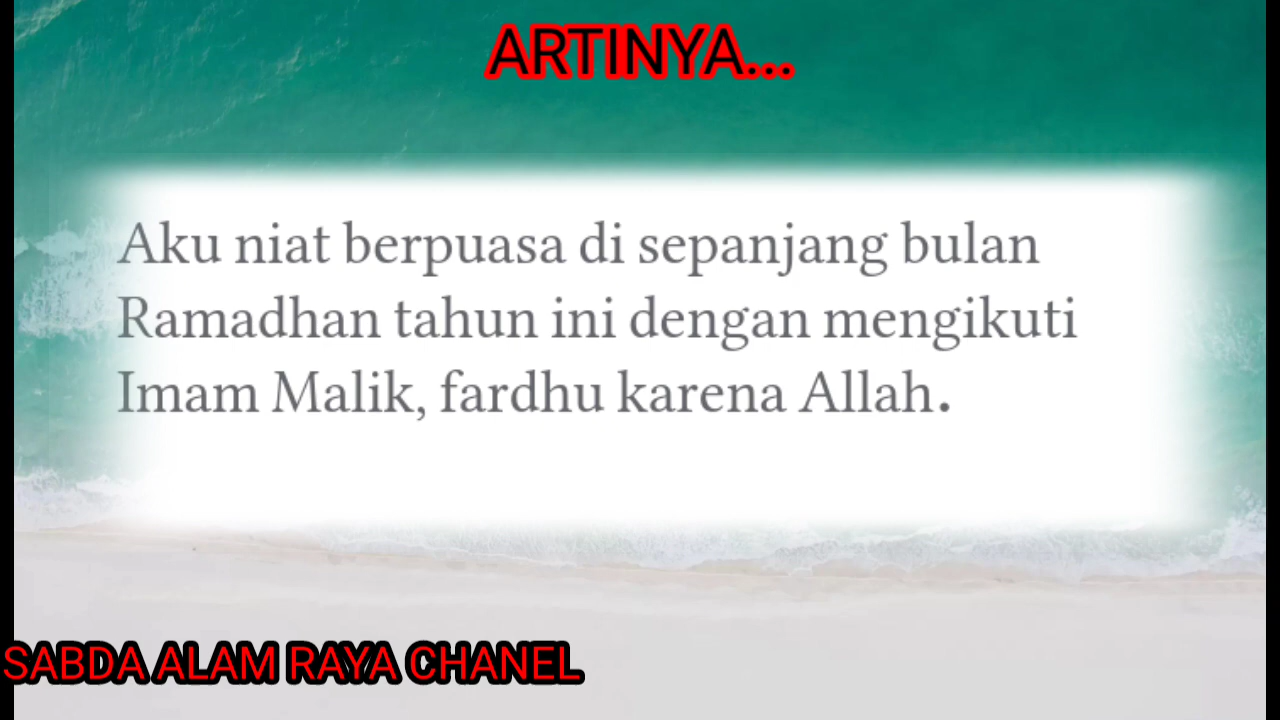 ARTINYA...
Aku niat berpuasa di sepanjang bulan
Ramadhan tahun ini dengan mengikuti
Imam Malik, fardhu karena Allah.
SABDA ALAM RAYA CHANEL